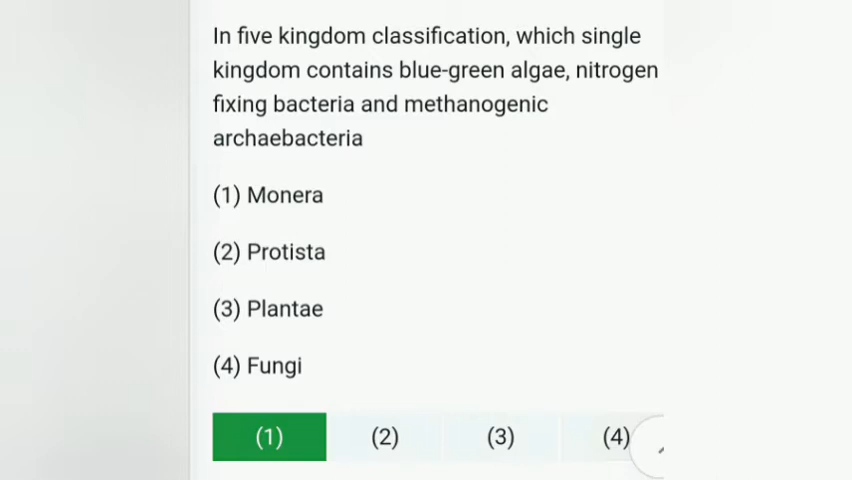 In five kingdom classification, which single
kingdom contains blue-green algae, nitrogen
fixing bacteria and methanogenic
archaebacteria
(1) Monera
(2) Protista
(3) Plantae
(4) Fungi
(1) (2) (3) (4)